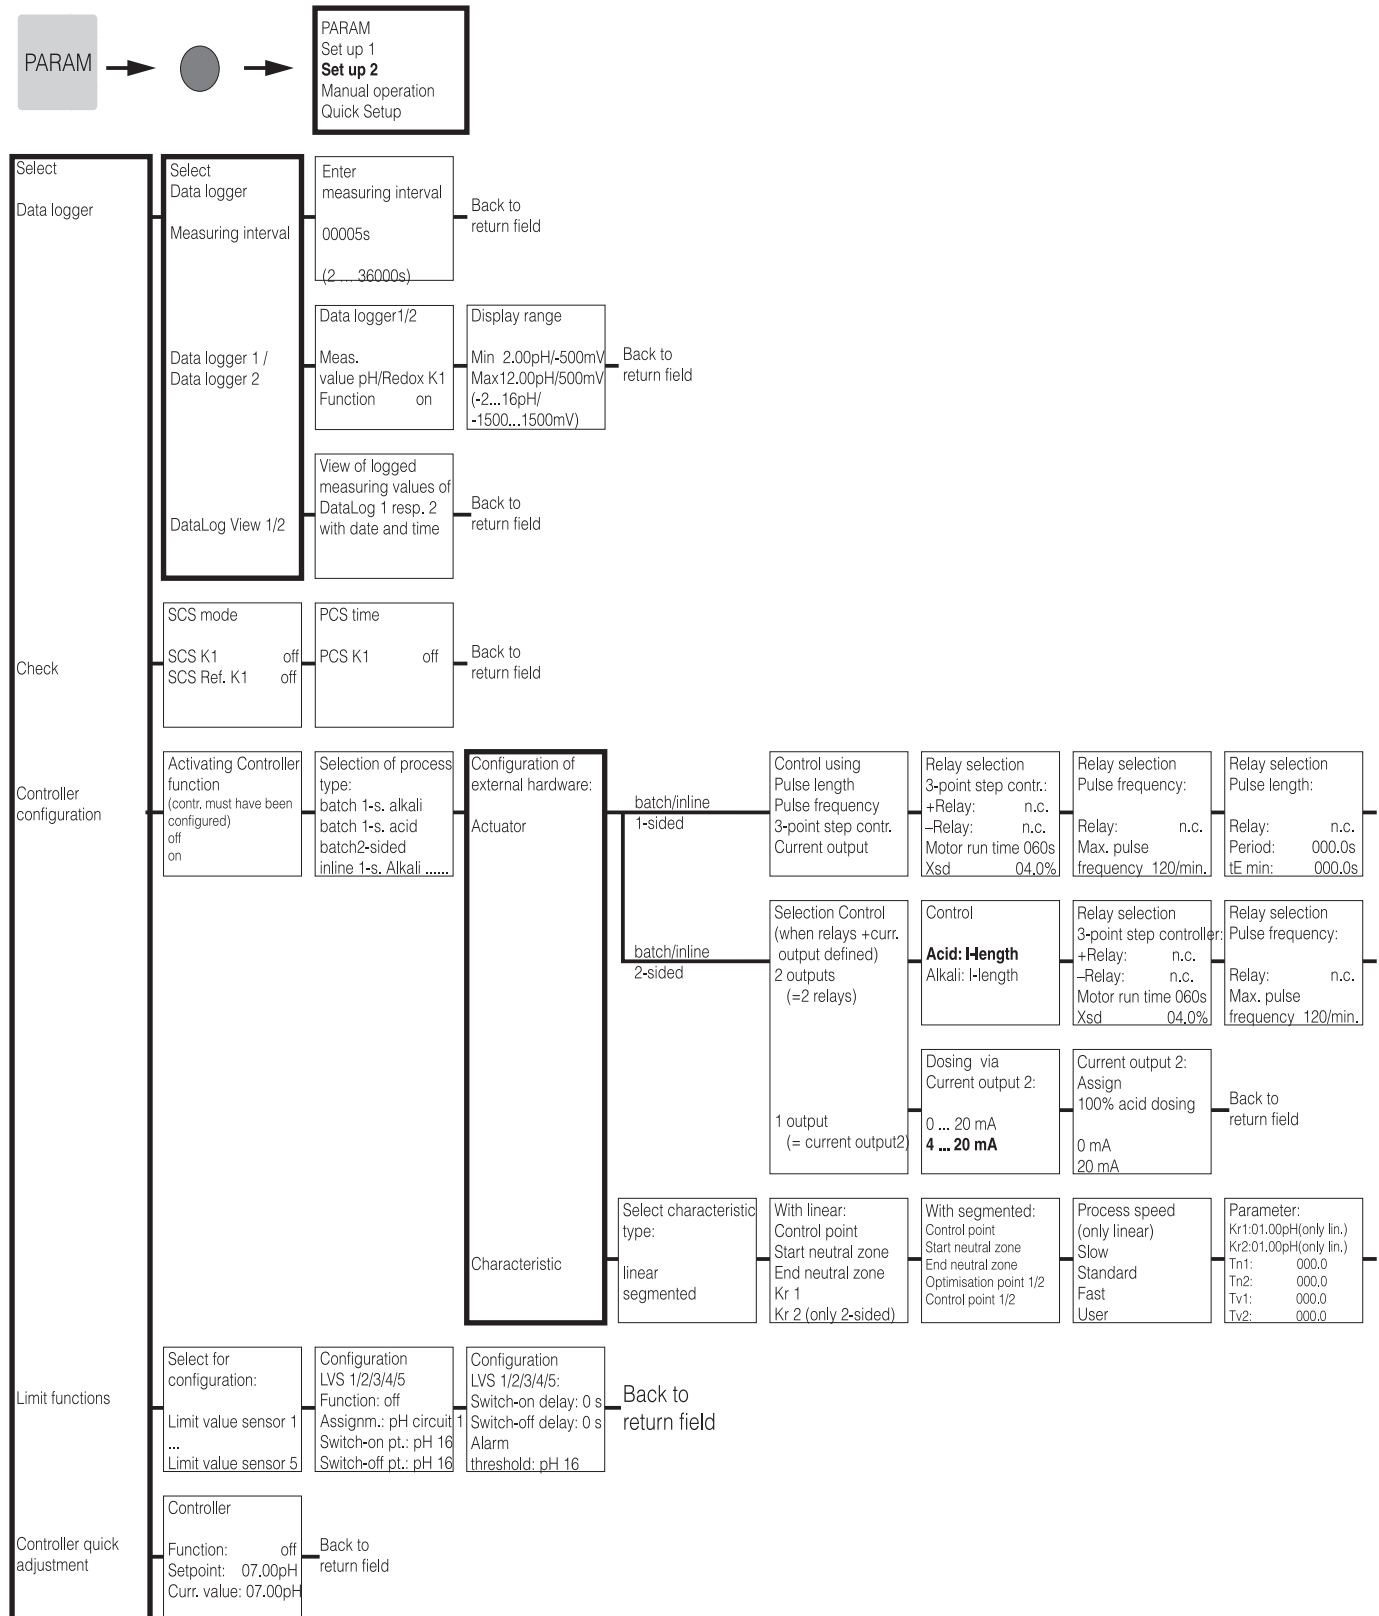 PARAM
PARAM
Set up 1
Set up 2
Manual operation
Quick Setup
Select
Data logger
Select
Data logger
Measuring interval
Enter
measuring interval
00005s
(2 ... 36000s)
Back to
return field
Data logger 1 /
Data logger 2
Data logger1/2
Meas.
value pH/Redox K1
Function on
Display range
Min 2.00pH/-500mV
Max12.00pH/500mV
(-2...16pH/
-1500...1500mV)
Back to
return field
DataLog View 1/2
View of logged
measuring values of
DataLog 1 resp. 2
with date and time
Back to
return field
Check
SCS mode
SCS K1 off
SCS Ref. K1 off
PCS time
PCS K1 off
Back to
return field
Controller
configuration
Activating Controller
function
(contr. must have been
configured)
off
on
Selection of process
type:
batch 1-s. alkali
batch 1-s. acid
batch2-sided
inline 1-s. Alkali ......
Configuration of
external hardware:
Actuator
batch/inline
1-sided
Control using
Pulse length
Pulse frequency
3-point step contr.
Current output
Relay selection
3-point step contr.:
+Relay: n.c.
–Relay: n.c.
Motor run time 060s
Xsd 04.0%
Relay selection
Pulse frequency:
Relay: n.c.
Max. pulse
frequency 120/min.
Relay selection
Pulse length:
Relay: n.c.
Period: 000.0s
tE min: 000.0s
batch/inline
2-sided
Selection Control
(when relays +curr.
output defined)
2 outputs
(=2 relays)
Control
Acid: I-length
Alkali: I-length
Relay selection
3-point step controller:
+Relay: n.c.
–Relay: n.c.
Motor run time 060s
Xsd 04.0%
Relay selection
Pulse frequency:
Relay: n.c.
Max. pulse
frequency 120/min.
1 output
(= current output2)
Dosing via
Current output 2:
0 ... 20 mA
4 ... 20 mA
Current output 2:
Assign
100% acid dosing
0 mA
20 mA
Back to
return field
Characteristic
Select characteristic
type:
linear
segmented
With linear:
Control point
Start neutral zone
End neutral zone
Kr 1
Kr 2 (only 2-sided)
With segmented:
Control point
Start neutral zone
End neutral zone
Optimisation point 1/2
Control point 1/2
Process speed
(only linear)
Slow
Standard
Fast
User
Parameter:
Kr1:01.00pH(only lin.)
Kr2:01.00pH(only lin.)
Tn1: 000.0
Tn2: 000.0
Tv1: 000.0
Tv2: 000.0
Limit functions
Select for
configuration:
Limit value sensor 1
...
Limit value sensor 5
Configuration
LVS 1/2/3/4/5
Function: off
Assignm.: pH circuit 1
Switch-on pt.: pH 16
Switch-off pt.: pH 16
Configuration
LVS 1/2/3/4/5:
Switch-on delay: 0 s
Switch-off delay: 0 s
Alarm
threshold: pH 16
Back to
return field
Controller quick
adjustment
Controller
Function: off
Setpoint: 07.00pH
Curr. value: 07.00pH
Back to
return field